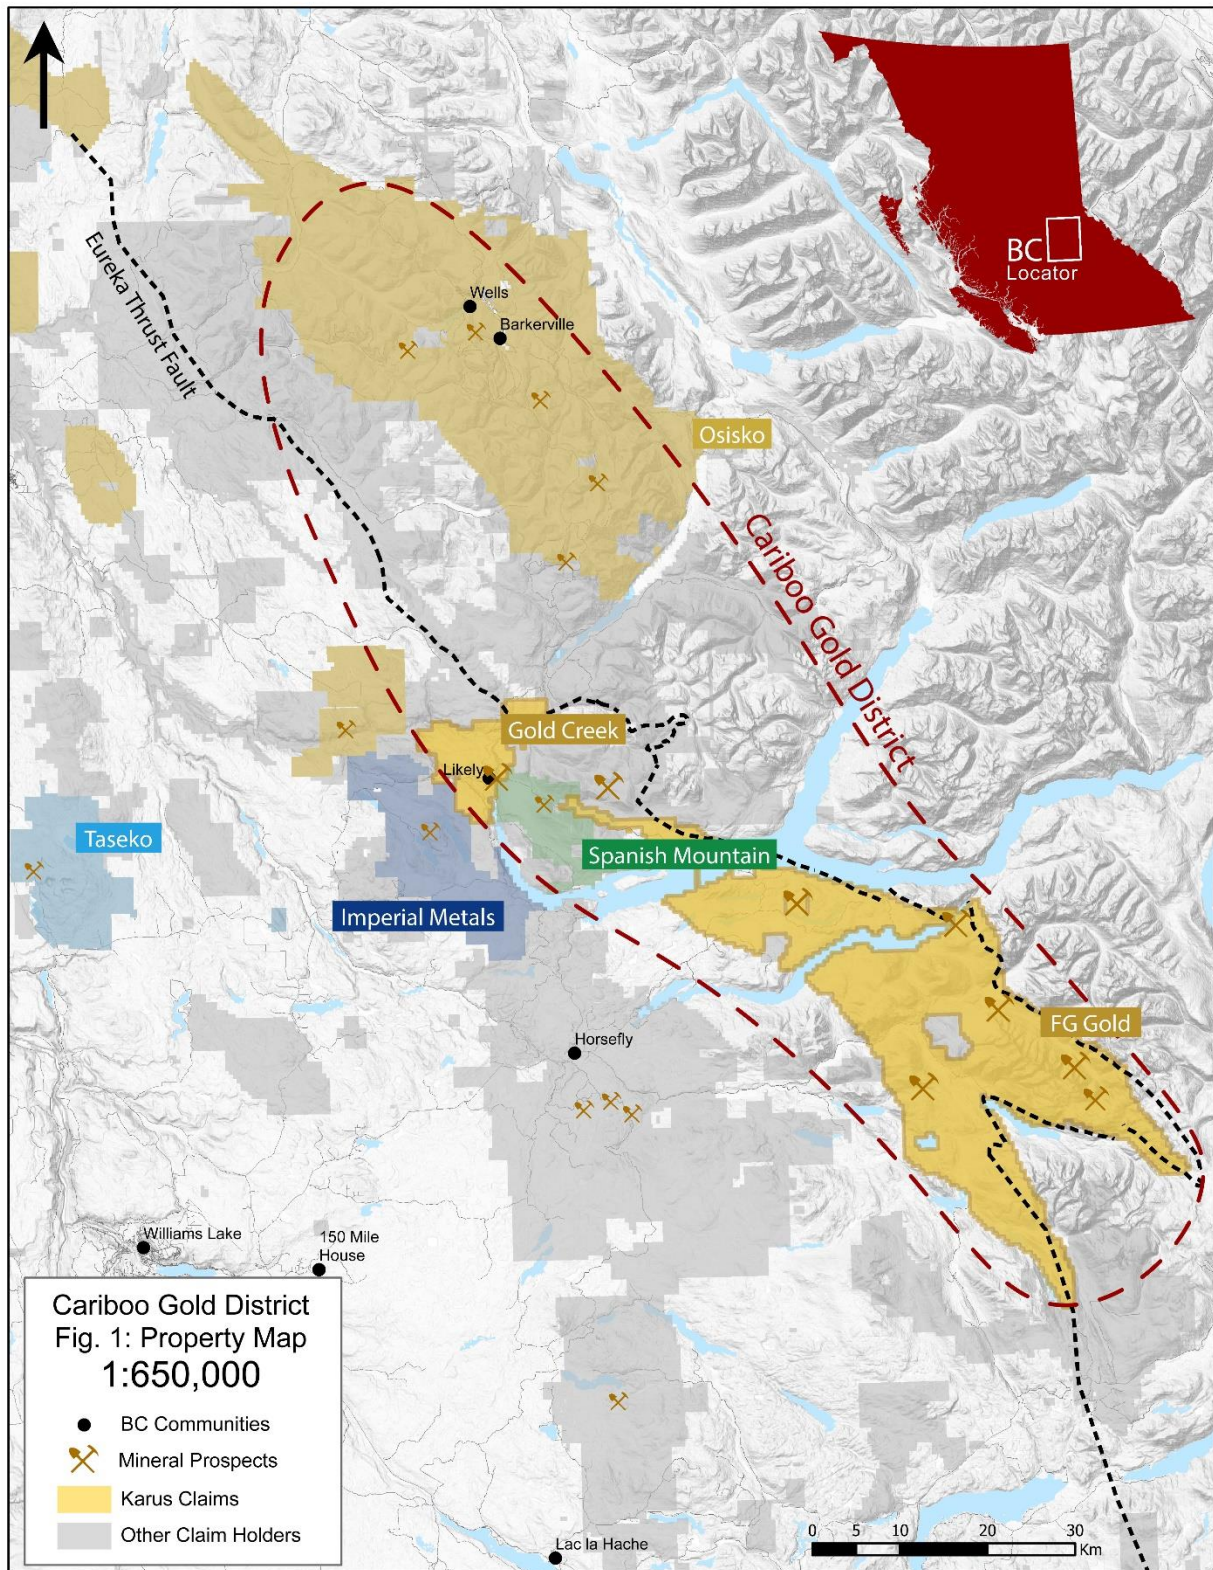 BC
Locator
Eureka Thrust Fault
Wells
Barkerville
Osisko
Cariboo Gold District
Gold Creek
Likely
Taseko
Spanish Mountain
Imperial Metals
FG Gold
Horsefly
Williams Lake
150 Mile
House
Cariboo Gold District
Fig. 1: Property Map
1:650,000
BC Communities
Mineral Prospects
Karus Claims
Other Claim Holders
Lac la Hache
0 5 10 20 30
Km